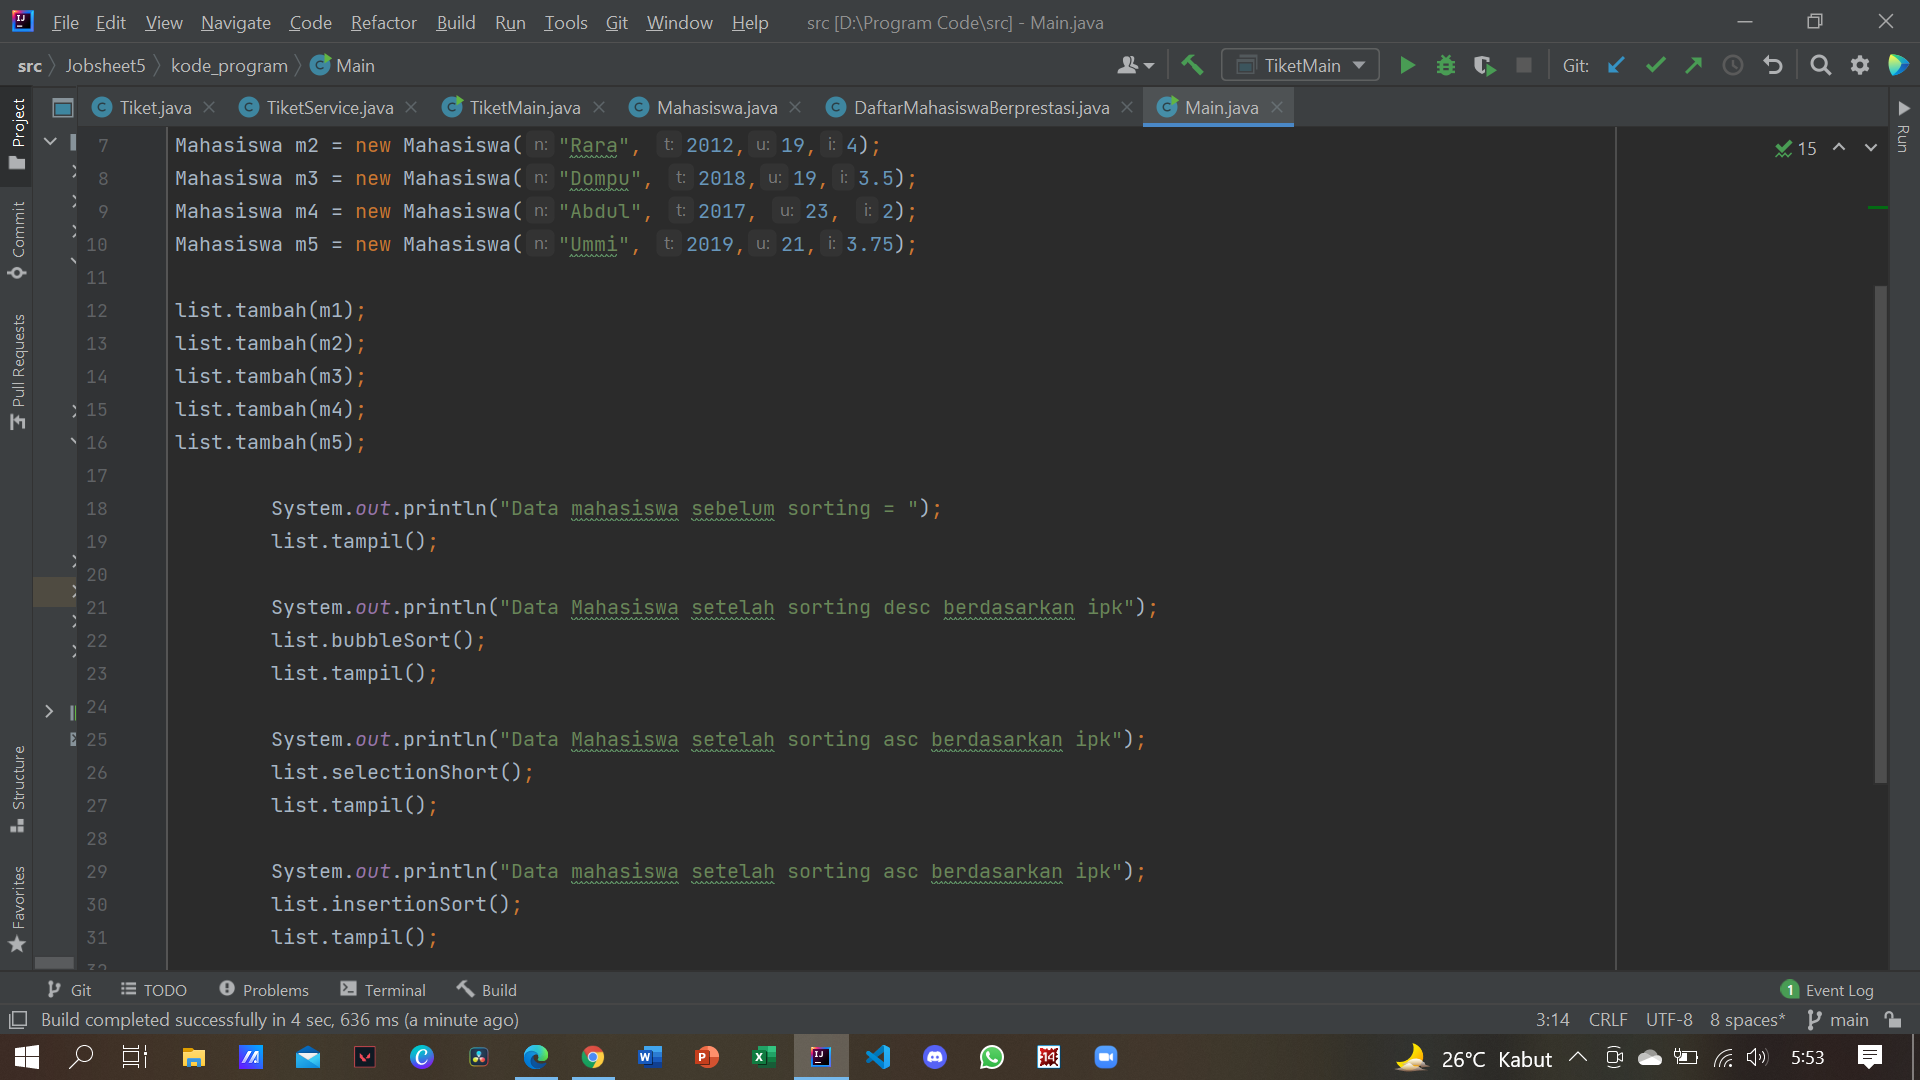 File Edit View Navigate Code Refactor Build Run Tools Git Window Help src [D:\Program Code\src] - Main.java
src Jobsheet5 kode_program Main TiketMain Git:
Tiket.java TiketService.java TiketMain.java Mahasiswa.java DaftarMahasiswaBerprestasi.java Main.java
Project
Commit
Pull Requests
Structure
Favorites
Run
15
7 Mahasiswa m2 = new Mahasiswa( n: "Rara", t: 2012, u: 19, i: 4);
8 Mahasiswa m3 = new Mahasiswa( n: "Dompu", t: 2018, u: 19, i: 3.5);
9 Mahasiswa m4 = new Mahasiswa( n: "Abdul", t: 2017, u: 23, i: 2);
10 Mahasiswa m5 = new Mahasiswa( n: "Ummi", t: 2019, u: 21, i: 3.75);
11
12 list.tambah(m1);
13 list.tambah(m2);
14 list.tambah(m3);
15 list.tambah(m4);
16 list.tambah(m5);
17
18 System.out.println("Data mahasiswa sebelum sorting = ");
19 list.tampil();
20
21 System.out.println("Data Mahasiswa setelah sorting desc berdasarkan ipk");
22 list.bubbleSort();
23 list.tampil();
24
25 System.out.println("Data Mahasiswa setelah sorting asc berdasarkan ipk");
26 list.selectionShort();
27 list.tampil();
28
29 System.out.println("Data mahasiswa setelah sorting asc berdasarkan ipk");
30 list.insertionSort();
31 list.tampil();
32
Git TODO Problems Terminal Build 1 Event Log
Build completed successfully in 4 sec, 636 ms (a minute ago) 3:14 CRLF UTF-8 8 spaces* main
26°C Kabut 5:53